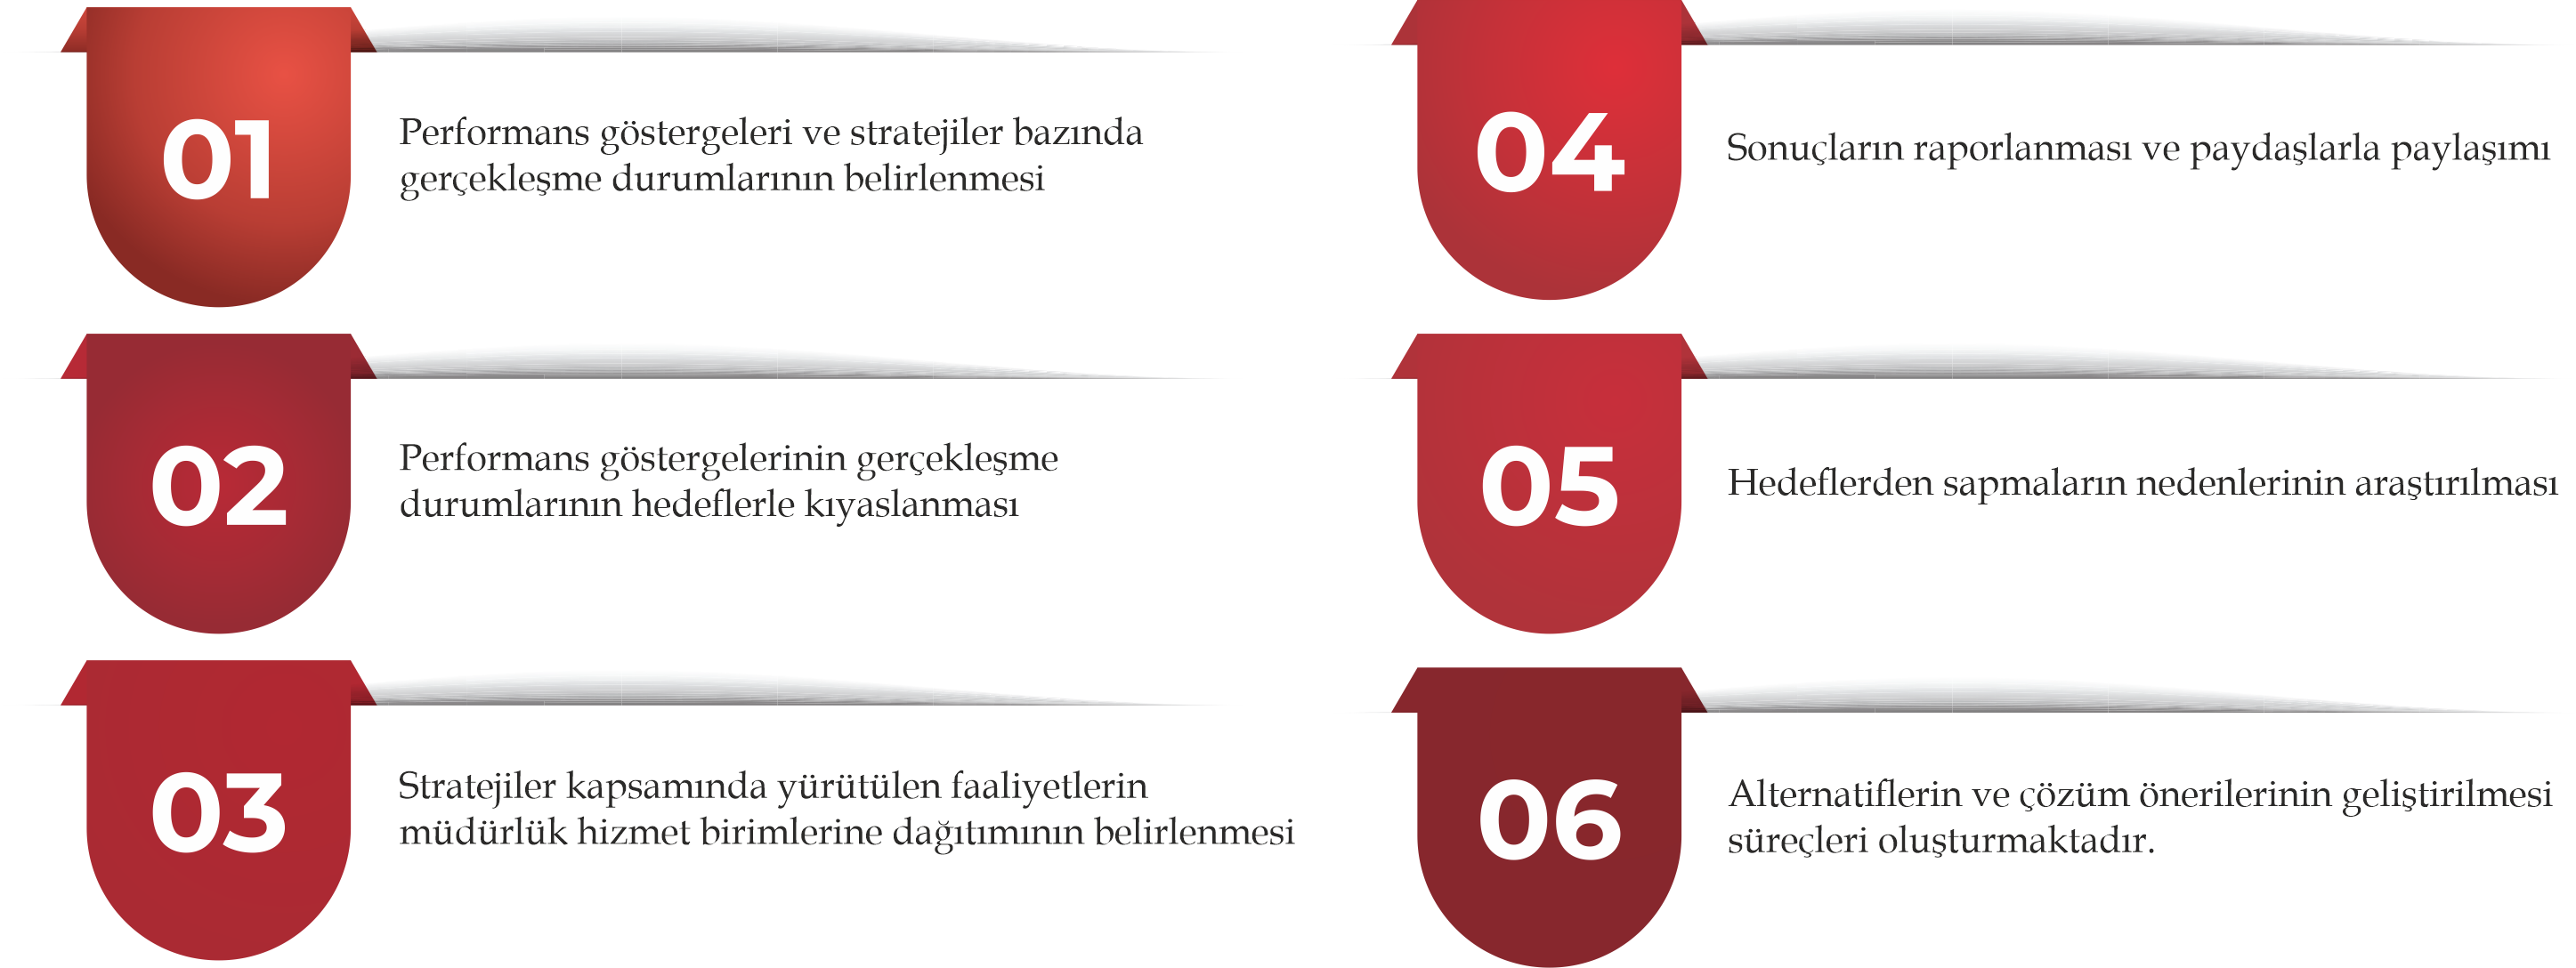 01
Performans göstergeleri ve stratejiler bazında
gerçekleşme durumlarının belirlenmesi
02
Performans göstergelerinin gerçekleşme
durumlarının hedeflerle kıyaslanması
03
Stratejiler kapsamında yürütülen faaliyetlerin
müdürlük hizmet birimlerine dağıtımının belirlenmesi
04
Sonuçların raporlanması ve paydaşlarla paylaşımı
05
Hedeflerden sapmaların nedenlerinin araştırılması
06
Alternatiflerin ve çözüm önerilerinin geliştirilmesi
süreçleri oluşturmaktadır.